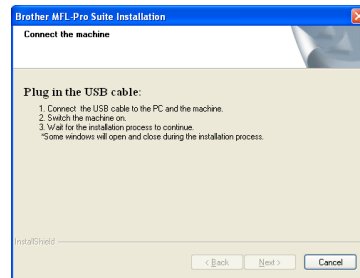 Brother MFL-Pro Suite Installation
Connect the machine
Plug in the USB cable:
1. Connect the USB cable to the PC and the machine.
2. Switch the machine on.
3. Wait for the installation process to continue.
*Some windows will open and close during the installation process.
InstallShield
< Back Next > Cancel